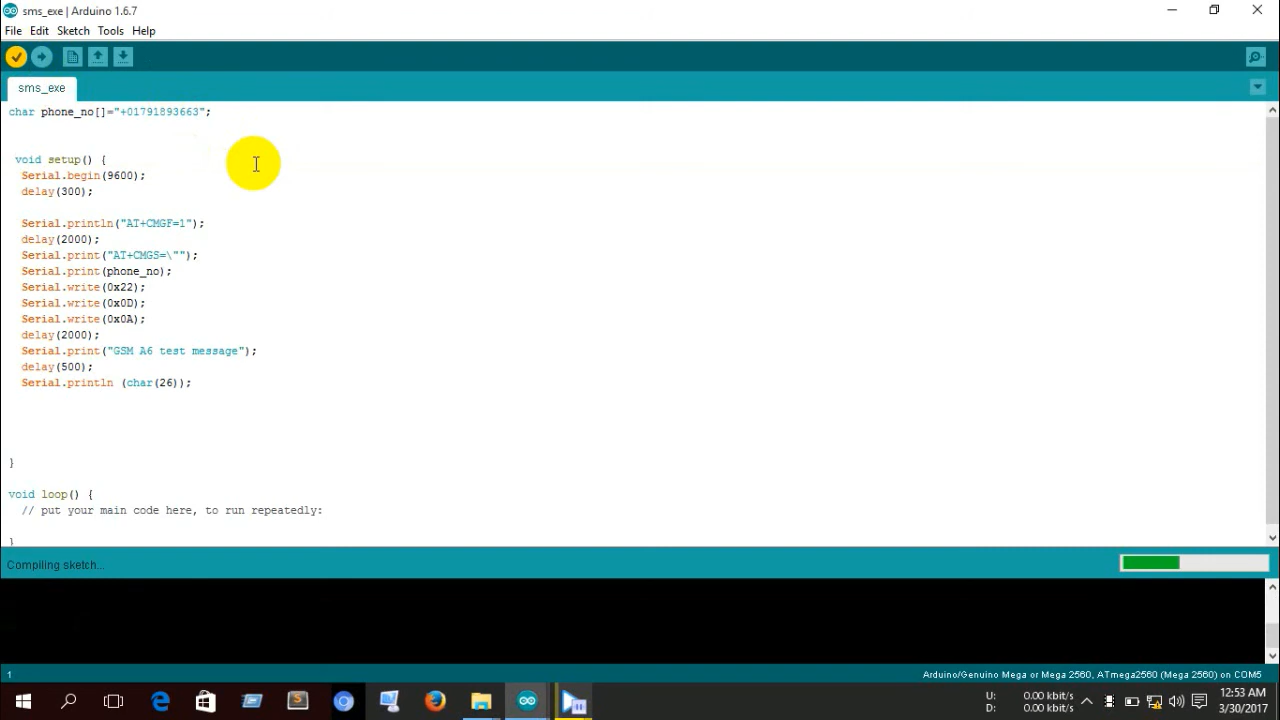 sms_exe | Arduino 1.6.7
File Edit Sketch Tools Help
sms_exe
char phone_no[]="+01791893663";
void setup() {
Serial.begin(9600);
delay(300);
Serial.println("AT+CMGF=1");
delay(2000);
Serial.print("AT+CMGS=\"");
Serial.print(phone_no);
Serial.write(0x22);
Serial.write(0x0D);
Serial.write(0x0A);
delay(2000);
Serial.print("GSM A6 test message");
delay(500);
Serial.println (char(26));
}
void loop() {
// put your main code here, to run repeatedly:
}
Compiling sketch...
1
Arduino/Genuino Mega or Mega 2560, ATmega2560 (Mega 2560) on COM5
U: 0.00 kbit/s
D: 0.00 kbit/s
12:53 AM
3/30/2017